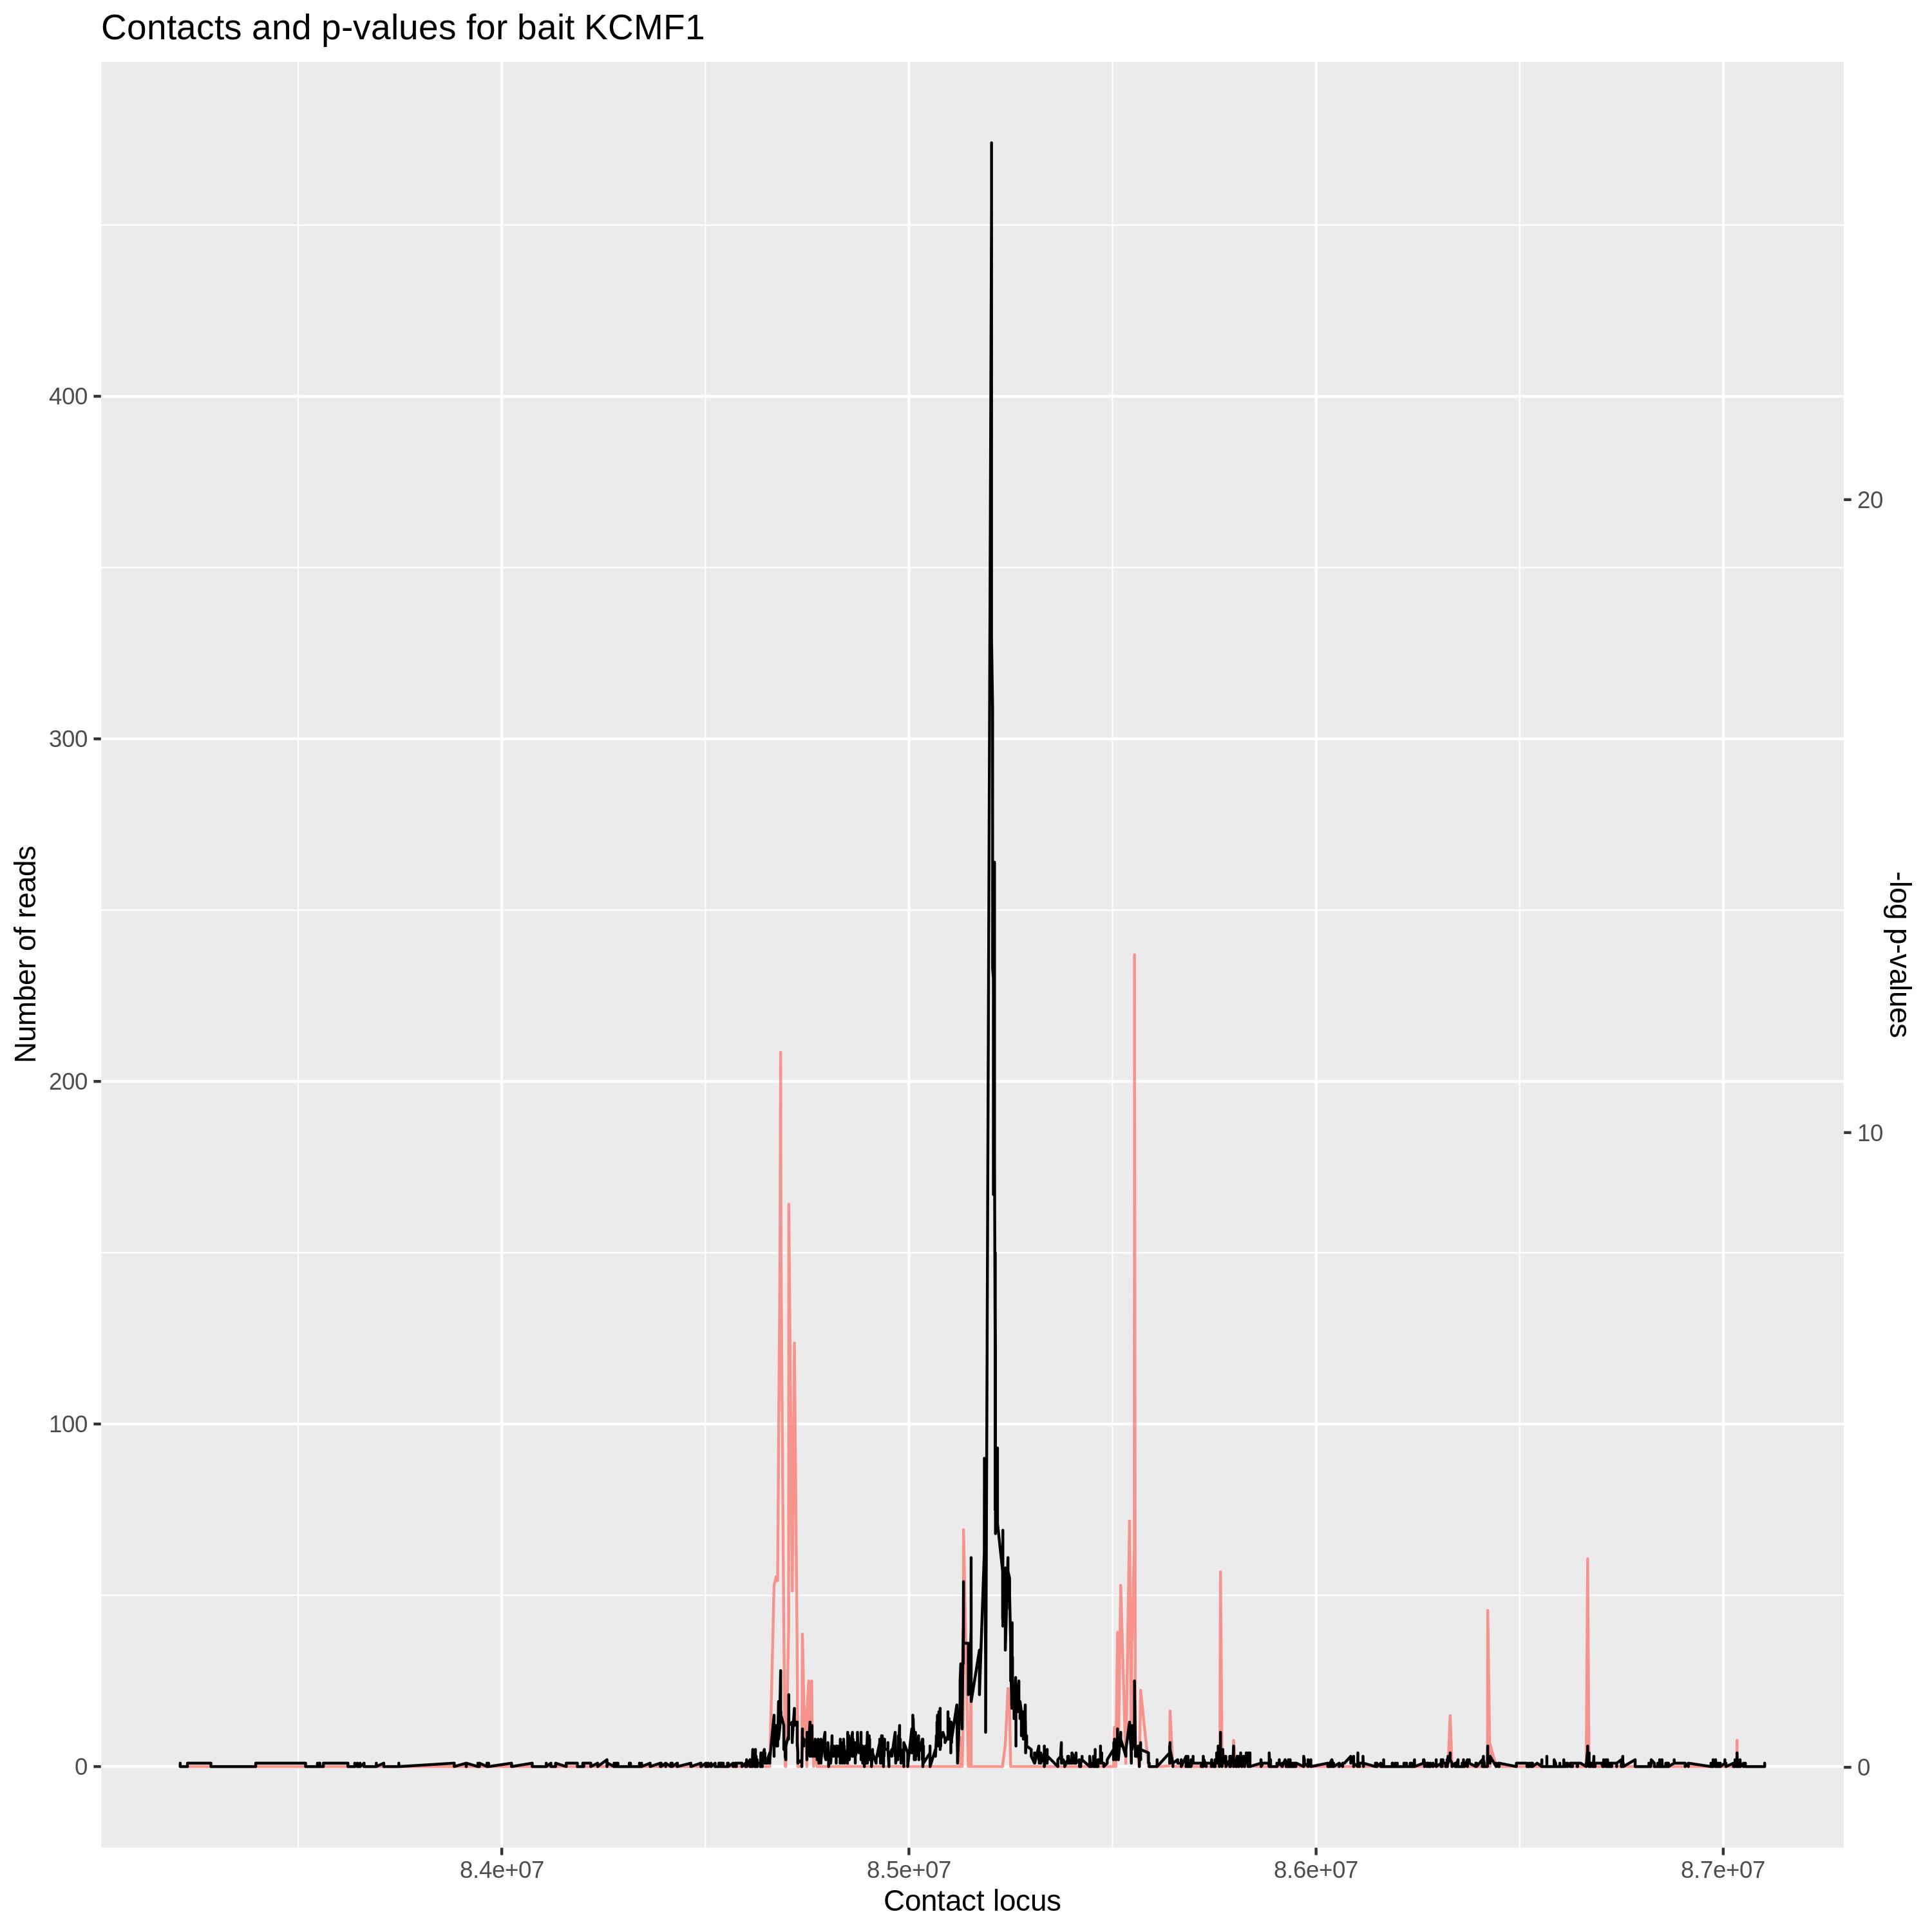 Contacts and p-values for bait KCMF1
Number of reads
400
300
200
100
0
20
10
0
-log p-values
8.4e+07 8.5e+07 8.6e+07 8.7e+07
Contact locus